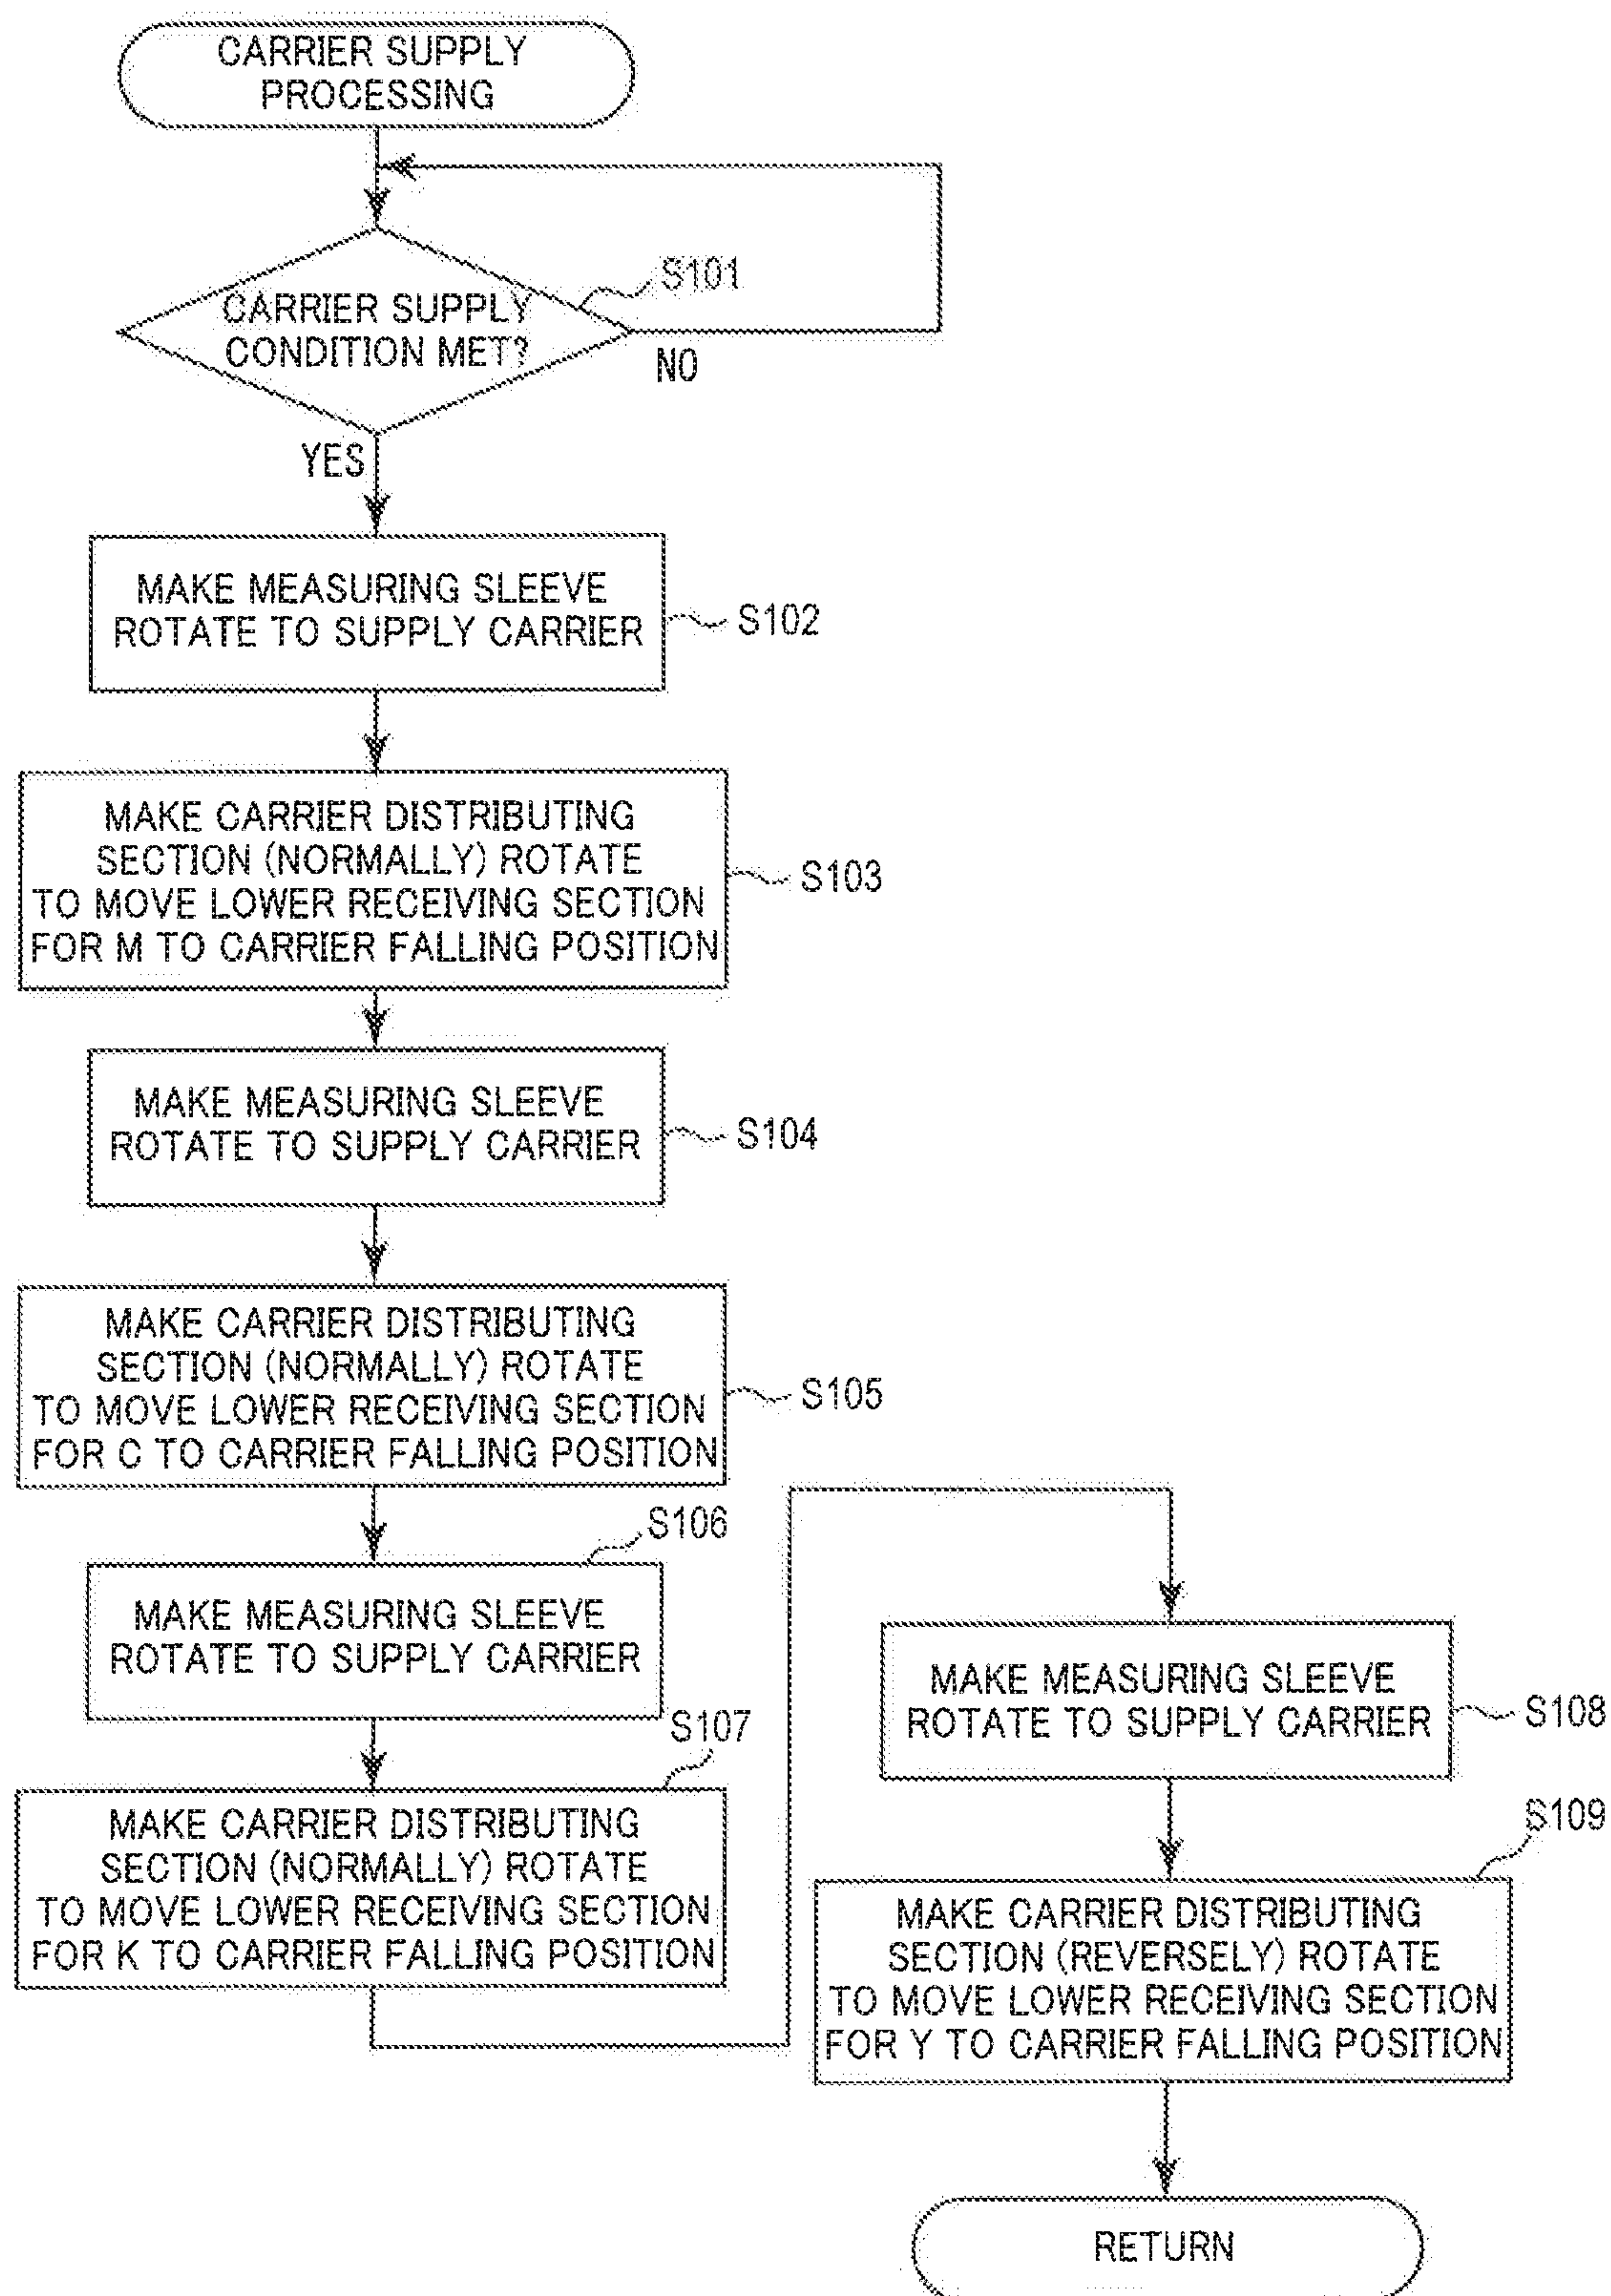 CARRIER SUPPLY
PROCESSING
S101
CARRIER SUPPLY
CONDITION MET?
NO
YES
MAKE MEASURING SLEEVE
ROTATE TO SUPPLY CARRIER
S102
MAKE CARRIER DISTRIBUTING
SECTION (NORMALLY) ROTATE
TO MOVE LOWER RECEIVING SECTION
FOR M TO CARRIER FALLING POSITION
S103
MAKE MEASURING SLEEVE
ROTATE TO SUPPLY CARRIER
S104
MAKE CARRIER DISTRIBUTING
SECTION (NORMALLY) ROTATE
TO MOVE LOWER RECEIVING SECTION
FOR C TO CARRIER FALLING POSITION
S105
S106
MAKE MEASURING SLEEVE
ROTATE TO SUPPLY CARRIER
S107
MAKE CARRIER DISTRIBUTING
SECTION (NORMALLY) ROTATE
TO MOVE LOWER RECEIVING SECTION
FOR K TO CARRIER FALLING POSITION
MAKE MEASURING SLEEVE
ROTATE TO SUPPLY CARRIER
S108
S109
MAKE CARRIER DISTRIBUTING
SECTION (REVERSELY) ROTATE
TO MOVE LOWER RECEIVING SECTION
FOR Y TO CARRIER FALLING POSITION
RETURN